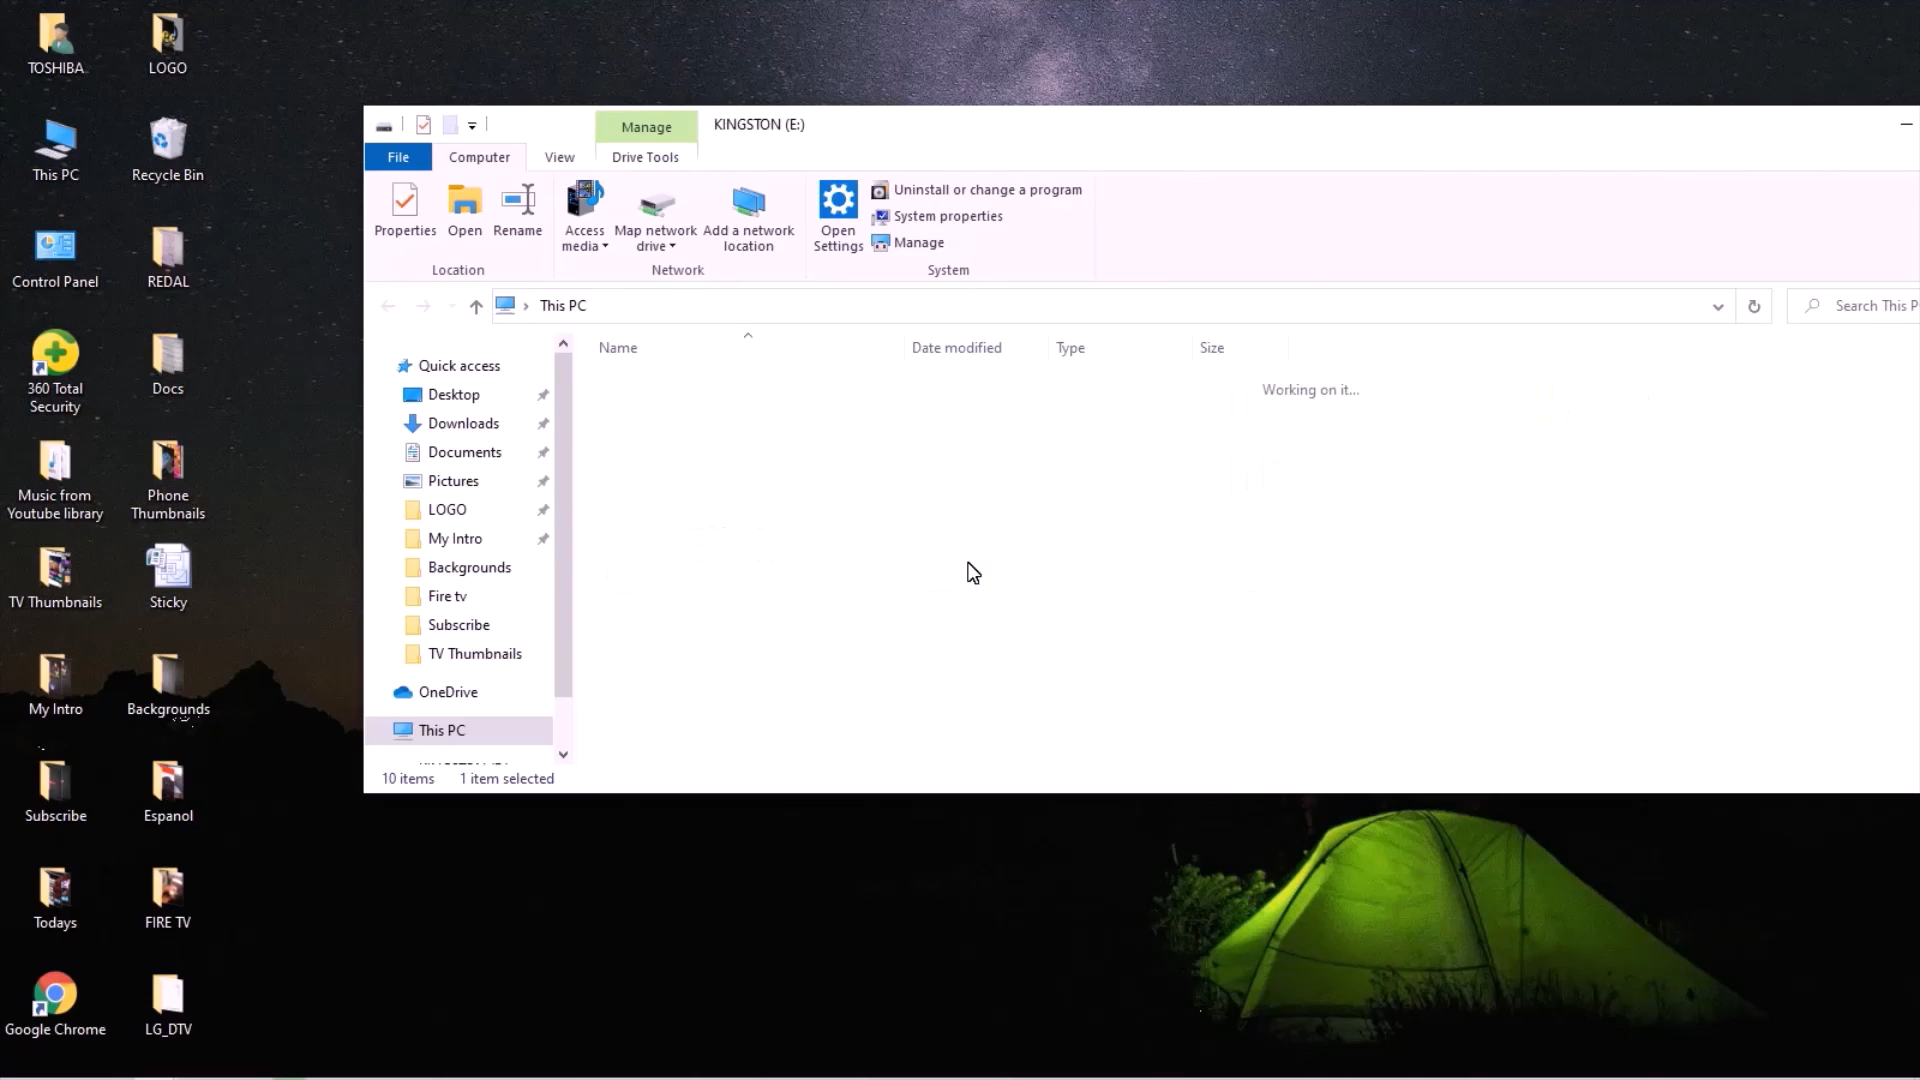 TOSHIBA
LOGO
This PC
Recycle Bin
Control Panel
REDAL
360 Total
Security
Docs
Music from
Youtube library
Phone
Thumbnails
TV Thumbnails
Sticky
My Intro
Backgrounds
Subscribe
Espanol
Todays
FIRE TV
Google Chrome
LG_DTV
Manage
KINGSTON (E:)
File
Computer
View
Drive Tools
Properties
Open
Rename
Access
media
Map network
drive
Add a network
location
Open
Settings
Uninstall or change a program
System properties
Manage
Location
Network
System
This PC
Search This P
Name
Date modified
Type
Size
Working on it...
Quick access
Desktop
Downloads
Documents
Pictures
LOGO
My Intro
Backgrounds
Fire tv
Subscribe
TV Thumbnails
OneDrive
This PC
10 items
1 item selected